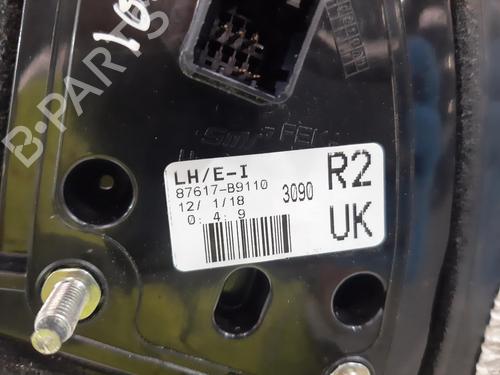 B-PARTS
LH/E-I
87617-B9110
12/ 1/18
0: 4: 9
3090
R2
UK